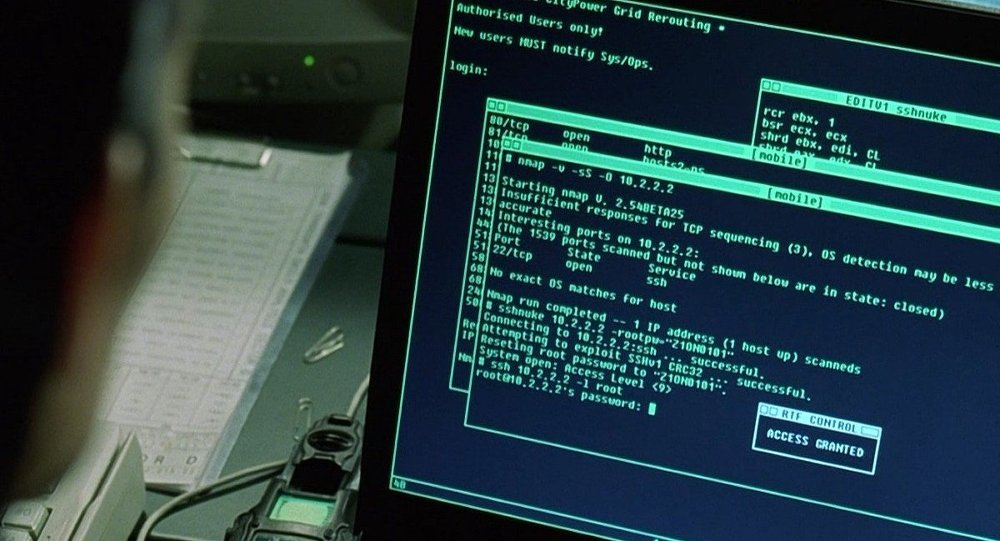 CityPower Grid Rerouting *
Authorised Users only!
New users MUST notify Sys/Ops.
login:
EDITV1 sshnuke
rcr ebx, 1
bsr ecx, ecx
shrd ebx, edi, CL
[mobile]
80/tcp open http
81/tcp open hosts2-ns
[mobile]
# nmap -v -sS -O 10.2.2.2
Starting nmap V. 2.54BETA25
Insufficient responses for TCP sequencing (3), OS detection may be less
accurate
Interesting ports on 10.2.2.2:
(The 1539 ports scanned but not shown below are in state: closed)
Port State Service
22/tcp open ssh
No exact OS matches for host
Nmap run completed -- 1 IP address (1 host up) scanneds
# sshnuke 10.2.2.2 -rootpw="Z1ON0101"
Connecting to 10.2.2.2:ssh ... successful.
Attempting to exploit SSHv1 CRC32 ... successful.
Reseting root password to "Z1ON0101".
System open: Access Level <9>
# ssh 10.2.2.2 -l root
root@10.2.2.2's password:
RTF CONTROL
ACCESS GRANTED